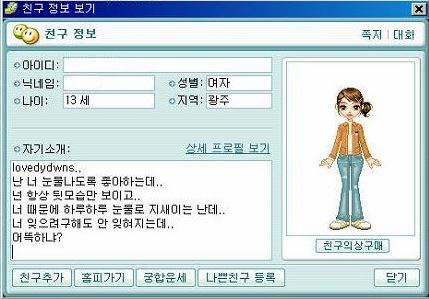 친구 정보 보기
친구 정보
쪽지 | 대화
아이디:
닉네임:
성별: 여자
나이: 13 세
지역: 광주
자기소개:
상세 프로필 보기
lovedydwns..
난 너 눈물나도록 좋아하는데..
넌 항상 뒷모습만 보이고..
너 때문에 하루하루 눈물로 지새이는 난데..
너 잊으려구해도 안 잊혀지는데..
어뜩하냐?
친구의상구매
친구추가
홈피가기
궁합운세
나쁜친구 등록
닫기